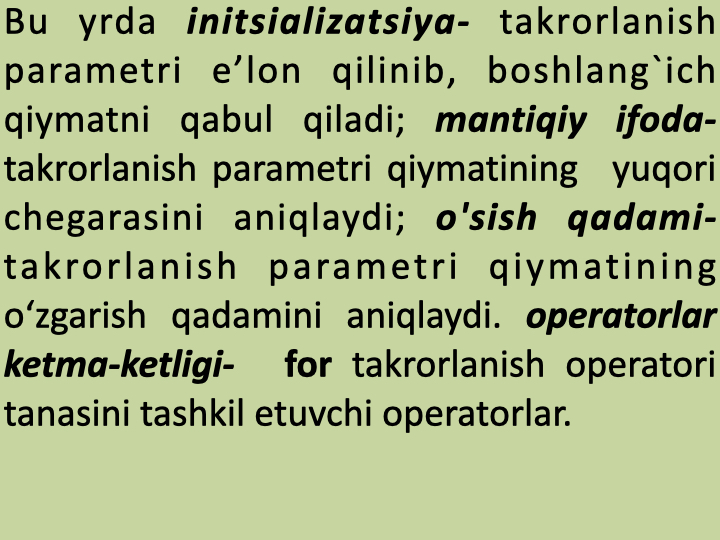 Bu yrda initsializatsiya- takrorlanish
parametri e’lon qilinib, boshlang`ich
qiymatni qabul qiladi; mantiqiy ifoda-
takrorlanish parametri qiymatining yuqori
chegarasini aniqlaydi; o'sish qadami-
takrorlanish parametri qiymatining
o‘zgarish qadamini aniqlaydi. operatorlar
ketma-ketligi- for takrorlanish operatori
tanasini tashkil etuvchi operatorlar.